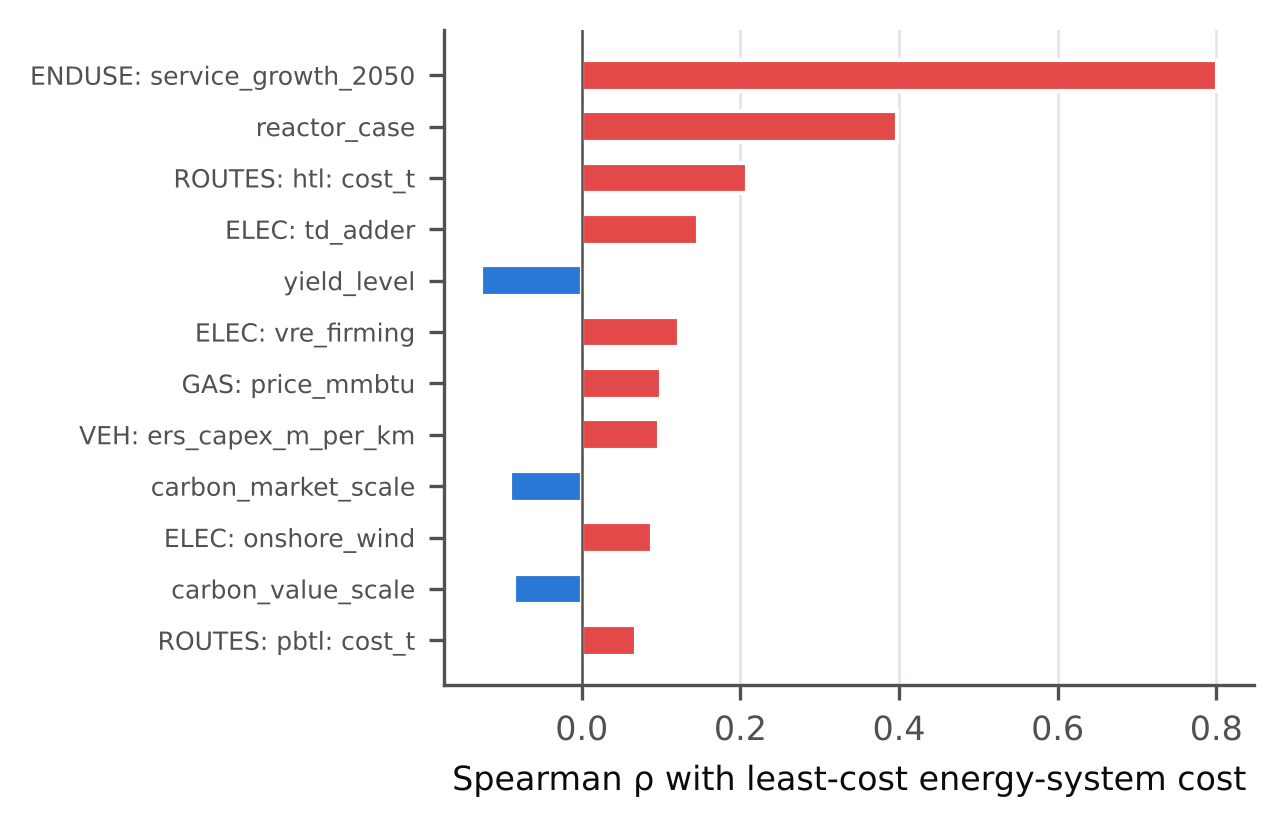 ENDUSE: service_growth_2050
reactor_case
ROUTES: htl: cost_t
ELEC: td_adder
yield_level
ELEC: vre_firming
GAS: price_mmbtu
VEH: ers_capex_m_per_km
carbon_market_scale
ELEC: onshore_wind
carbon_value_scale
ROUTES: pbtl: cost_t
0.0 0.2 0.4 0.6 0.8
Spearman ρ with least-cost energy-system cost